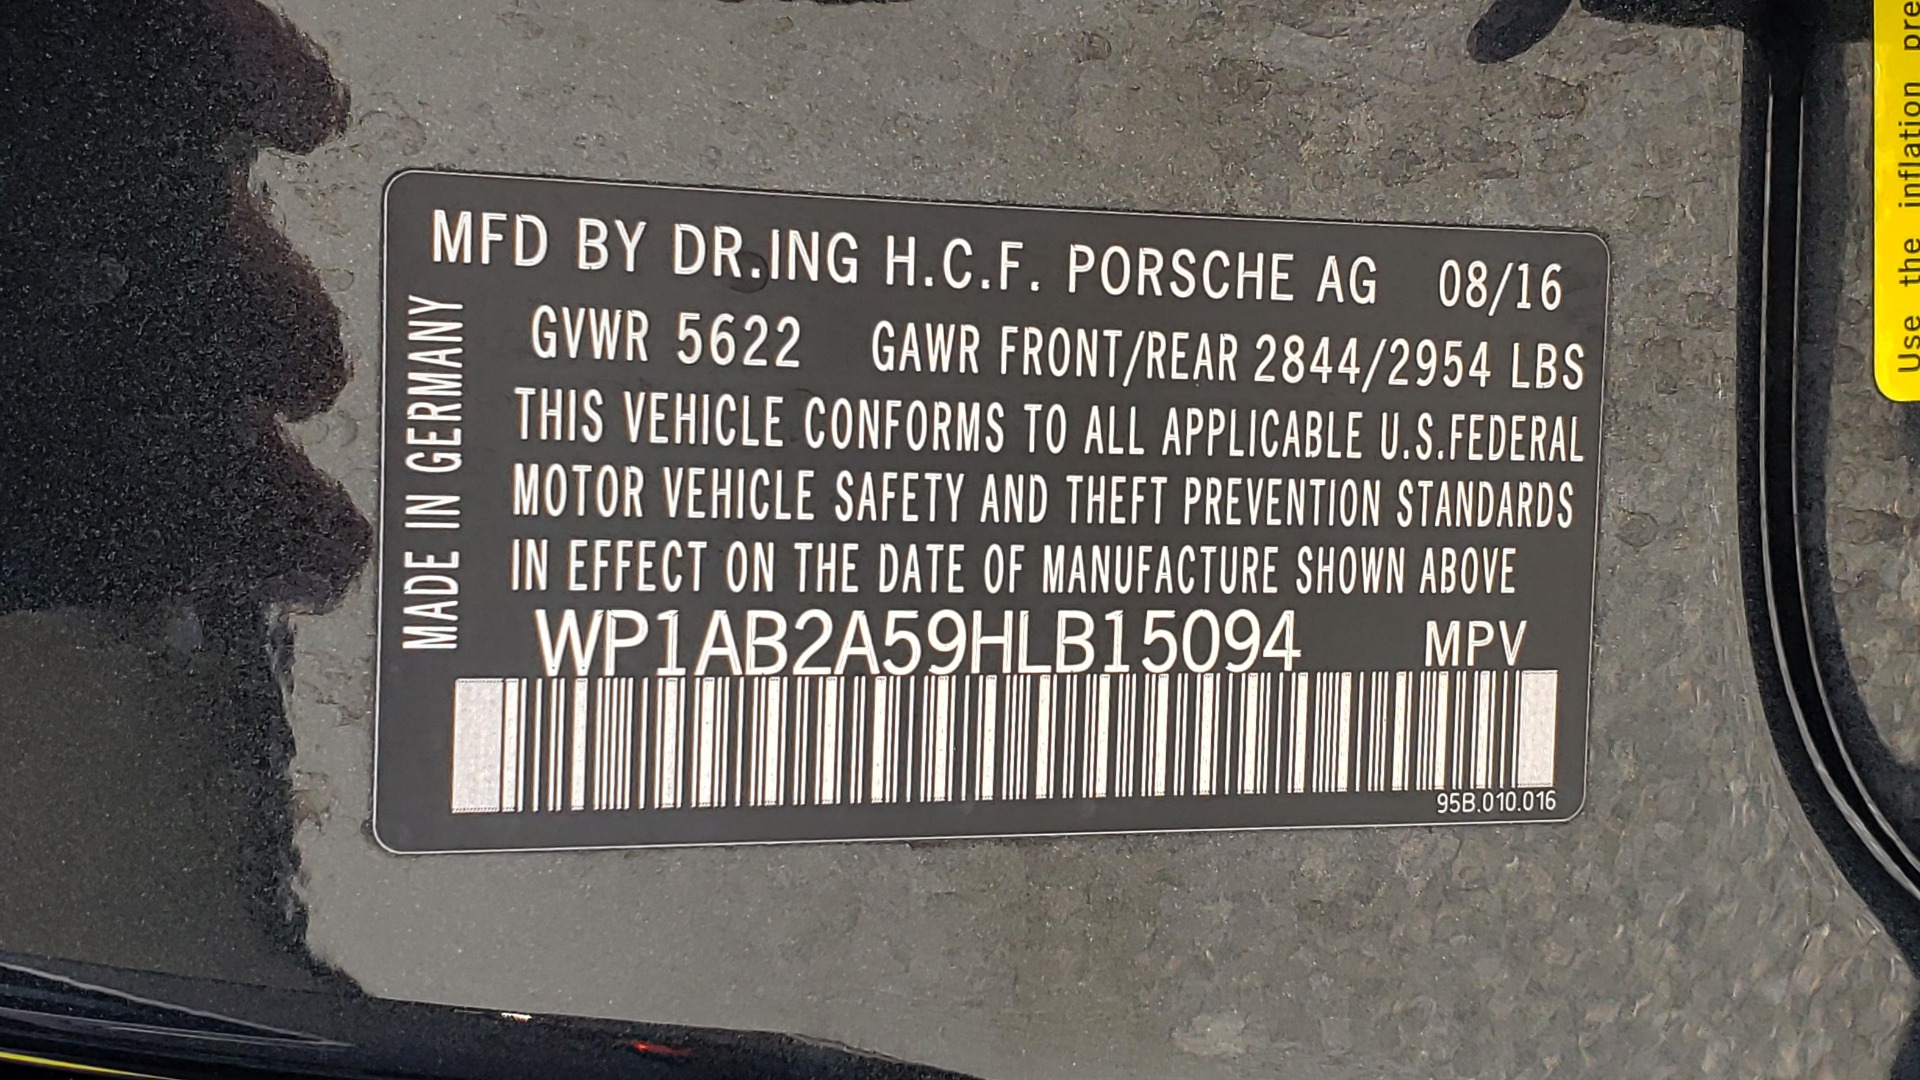 MFD BY DR.ING H.C.F. PORSCHE AG 08/16
GVWR 5622 GAWR FRONT/REAR 2844/2954 LBS
THIS VEHICLE CONFORMS TO ALL APPLICABLE U.S.FEDERAL
MOTOR VEHICLE SAFETY AND THEFT PREVENTION STANDARDS
IN EFFECT ON THE DATE OF MANUFACTURE SHOWN ABOVE
WP1AB2A59HLB15094 MPV
95B.010.016
MADE IN GERMANY
Use the inflation